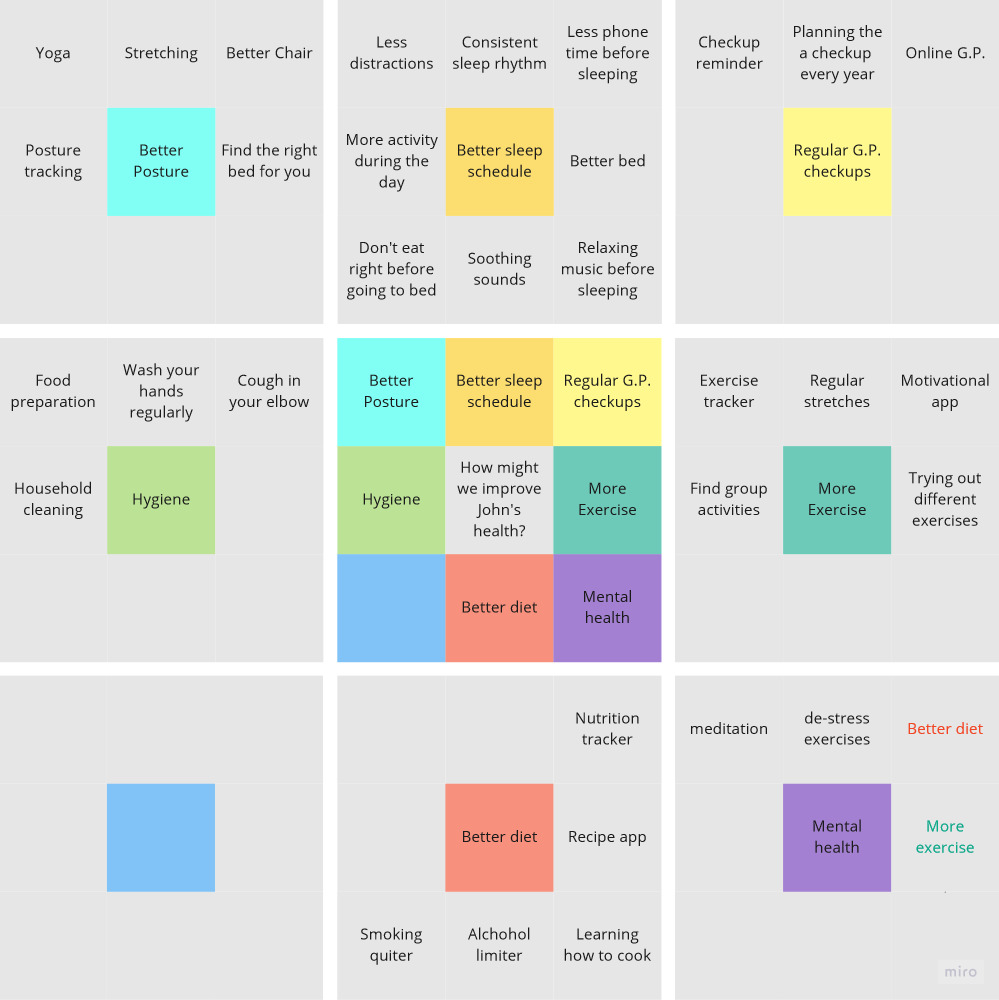 Yoga
Stretching
Better Chair
Posture
tracking
Better
Posture
Find the right
bed for you
Less
distractions
Consistent
sleep rhythm
Less phone
time before
sleeping
More activity
during the
day
Better sleep
schedule
Better bed
Don't eat
right before
going to bed
Soothing
sounds
Relaxing
music before
sleeping
Checkup
reminder
Planning the
a checkup
every year
Online G.P.
Regular G.P.
checkups
Food
preparation
Wash your
hands
regularly
Cough in
your elbow
Household
cleaning
Hygiene
Better
Posture
Better sleep
schedule
Regular G.P.
checkups
Hygiene
How might
we improve
John's
health?
More
Exercise
Better diet
Mental
health
Exercise
tracker
Regular
stretches
Motivational
app
Find group
activities
More
Exercise
Trying out
different
exercises
Nutrition
tracker
Better diet
Recipe app
Smoking
quiter
Alchohol
limiter
Learning
how to cook
meditation
de-stress
exercises
Better diet
Mental
health
More
exercise
miro